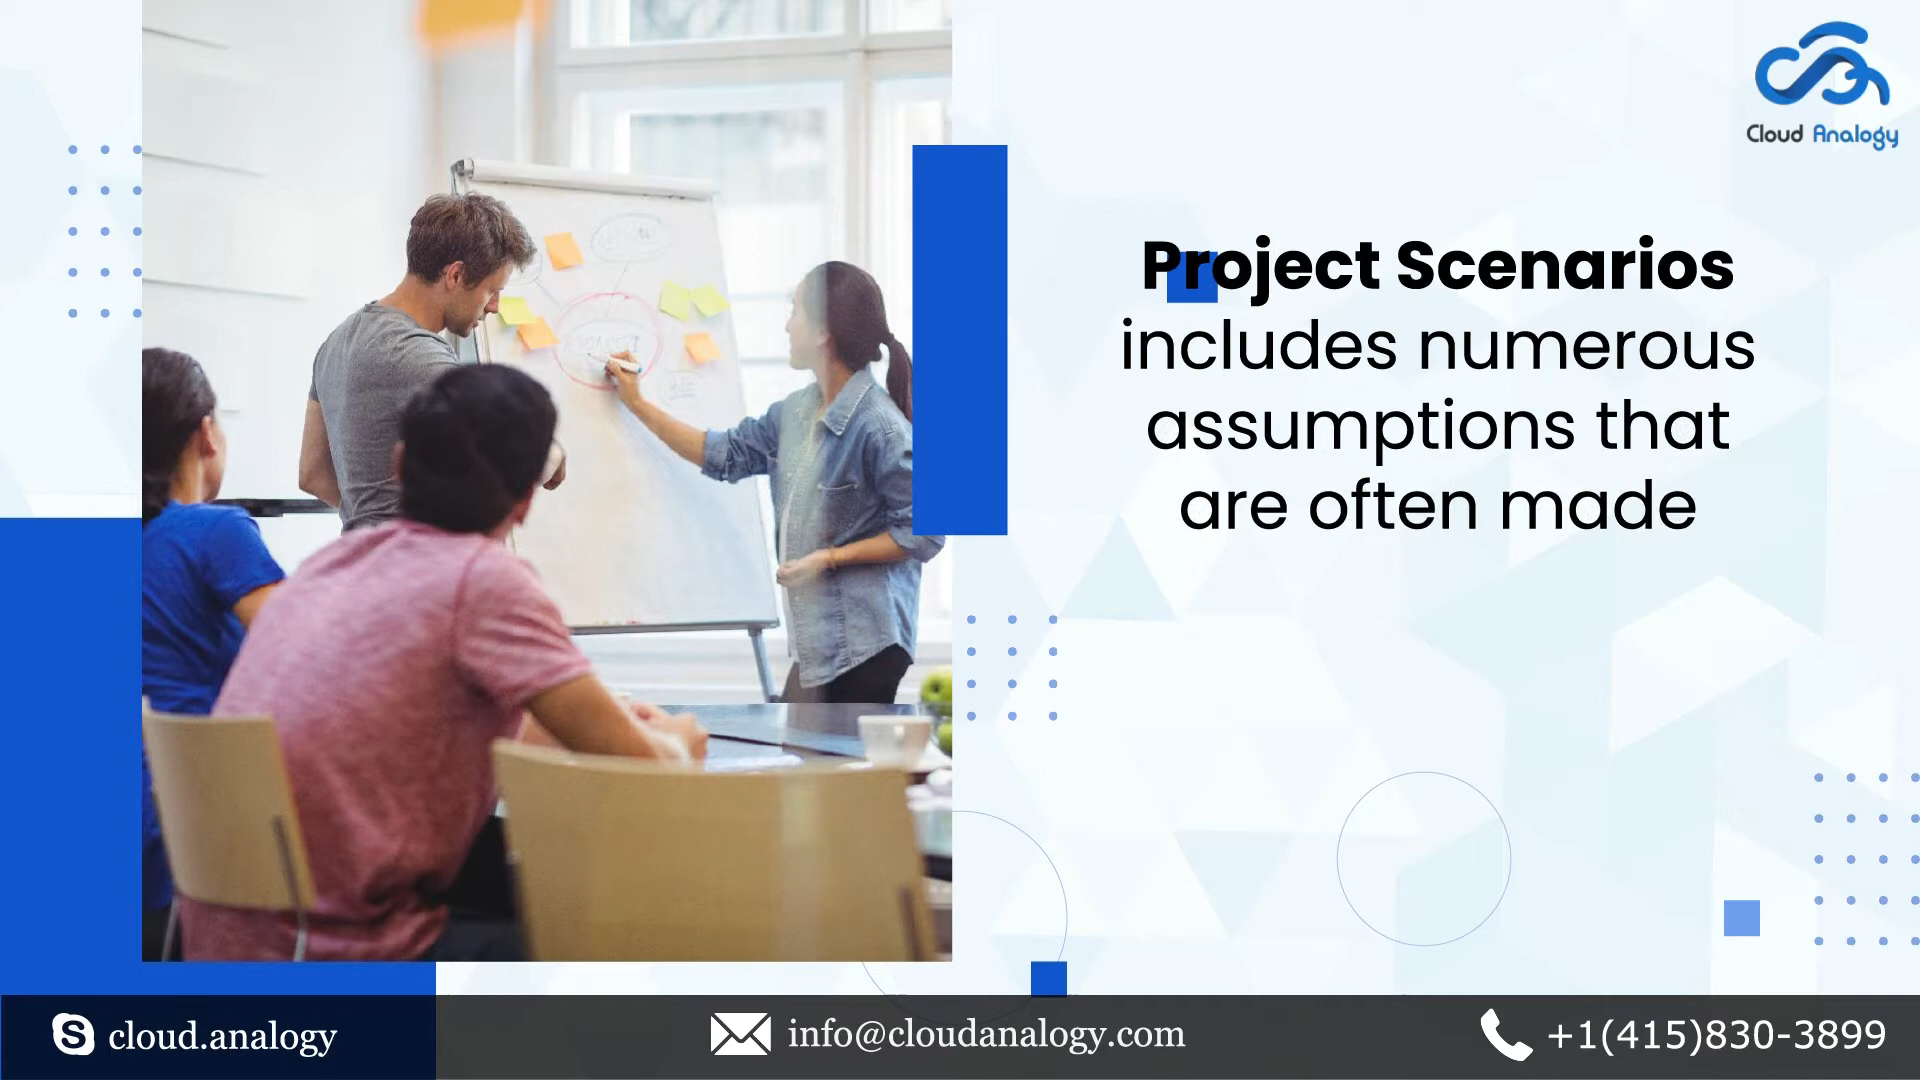 Cloud Analogy
Project Scenarios
includes numerous
assumptions that
are often made
cloud.analogy
info@cloudanalogy.com
+1(415)830-3899